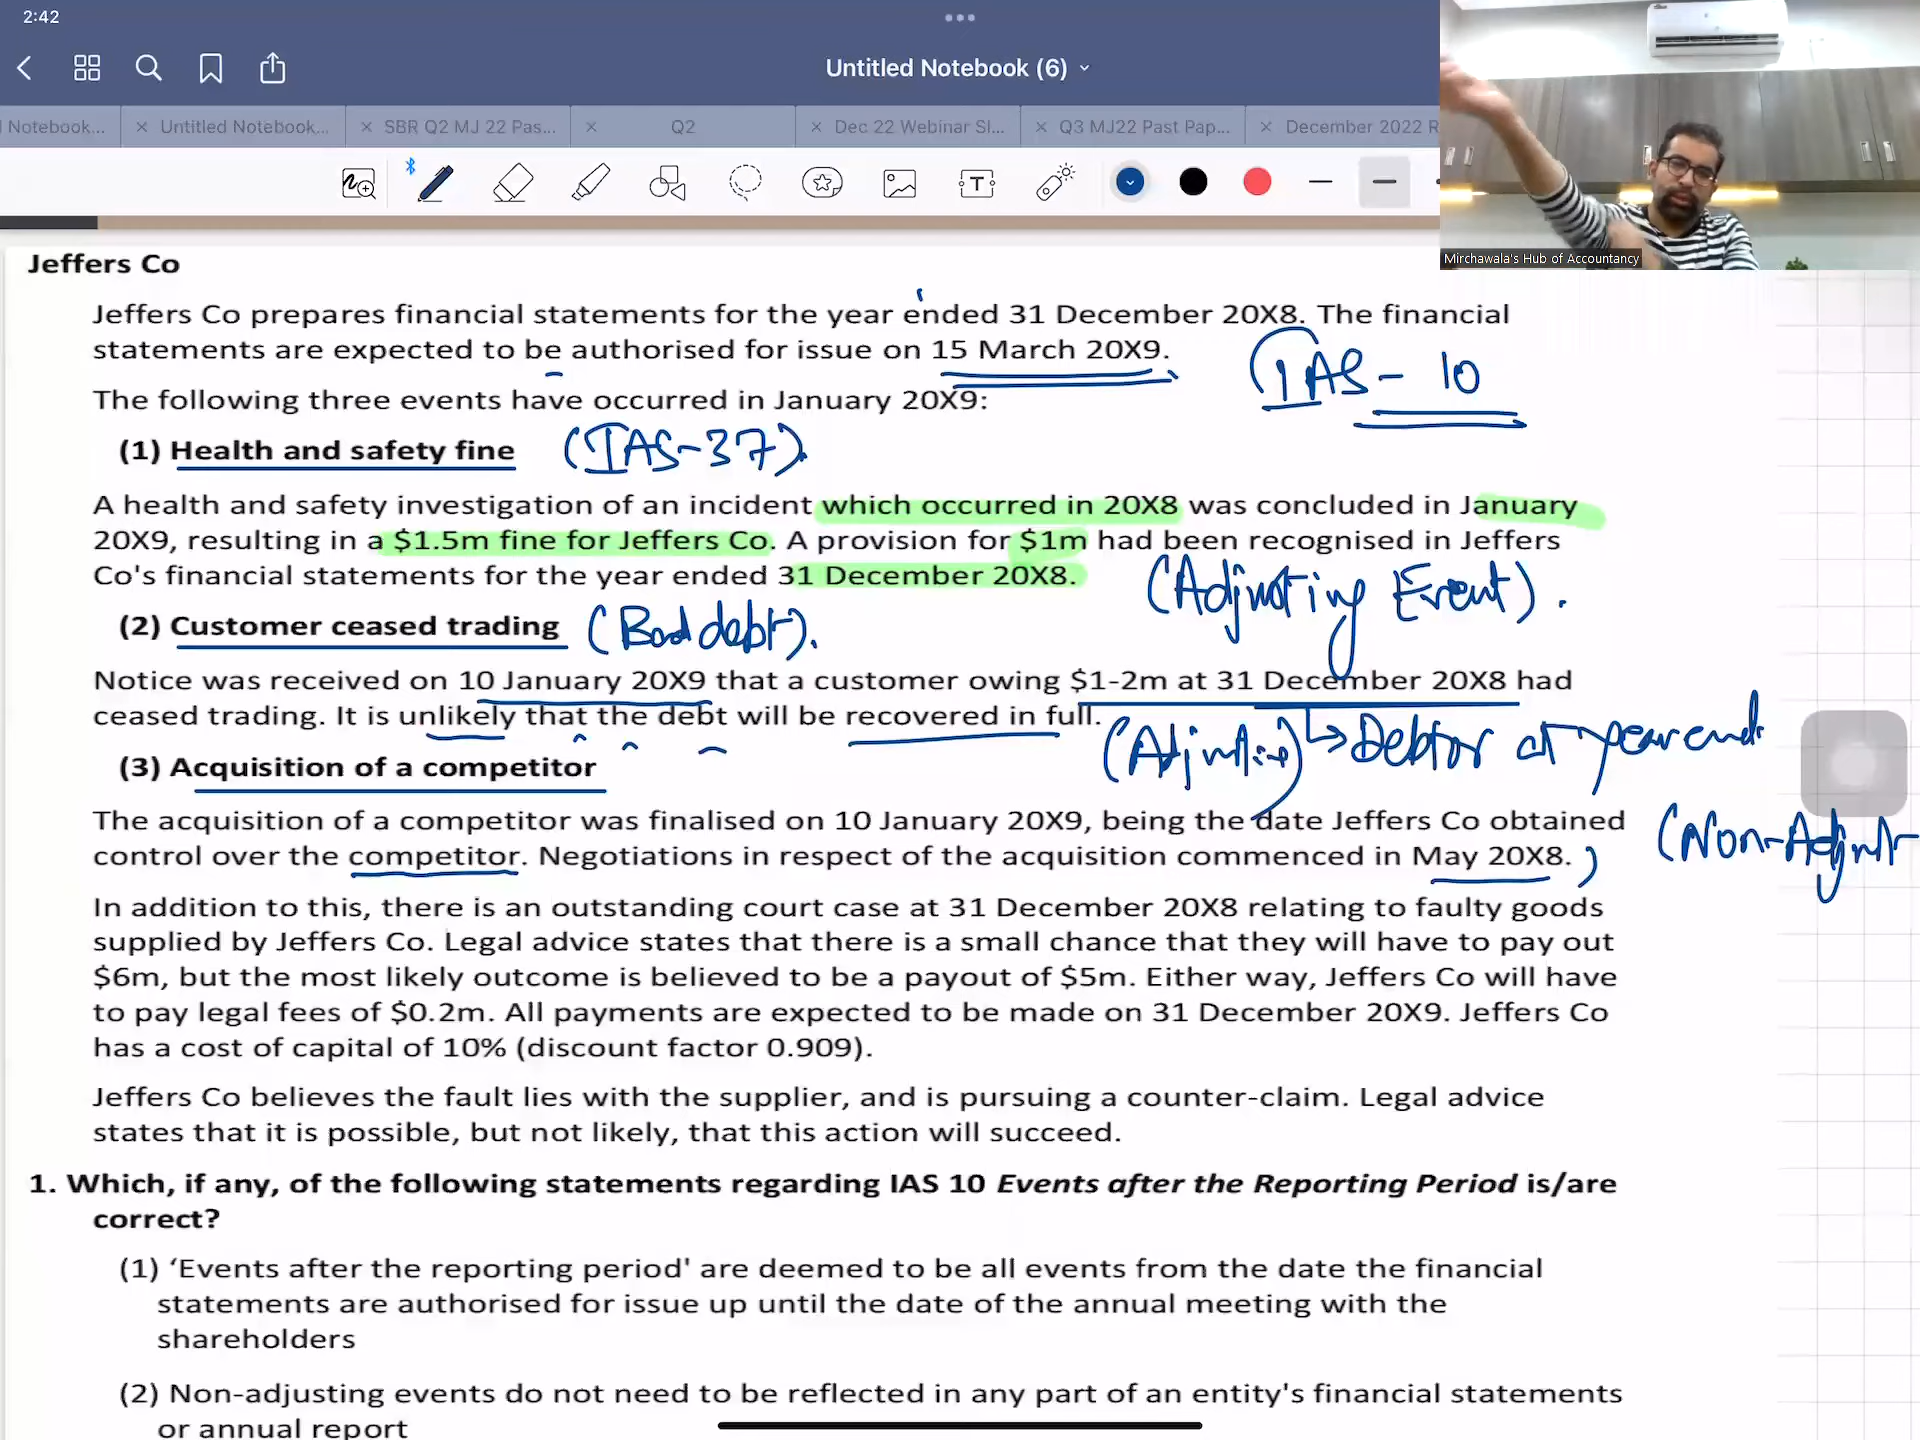 2:42
Untitled Notebook (6)
Notebook...
Untitled Notebook...
SBR Q2 MJ 22 Pas...
Q2
Dec 22 Webinar Sl...
Q3 MJ22 Past Pap...
December 2022 R
Mirchawala's Hub of Accountancy
Jeffers Co
Jeffers Co prepares financial statements for the year ended 31 December 20X8. The financial
statements are expected to be authorised for issue on 15 March 20X9.
IAS - 10
The following three events have occurred in January 20X9:
(1) Health and safety fine (IAS-37).
A health and safety investigation of an incident which occurred in 20X8 was concluded in January
20X9, resulting in a $1.5m fine for Jeffers Co. A provision for $1m had been recognised in Jeffers
Co's financial statements for the year ended 31 December 20X8.
(Adjusting Event).
(2) Customer ceased trading (Bad debt).
Notice was received on 10 January 20X9 that a customer owing $1-2m at 31 December 20X8 had
ceased trading. It is unlikely that the debt will be recovered in full.
Debtor at year end
(3) Acquisition of a competitor
The acquisition of a competitor was finalised on 10 January 20X9, being the date Jeffers Co obtained
control over the competitor. Negotiations in respect of the acquisition commenced in May 20X8.
In addition to this, there is an outstanding court case at 31 December 20X8 relating to faulty goods
supplied by Jeffers Co. Legal advice states that there is a small chance that they will have to pay out
$6m, but the most likely outcome is believed to be a payout of $5m. Either way, Jeffers Co will have
to pay legal fees of $0.2m. All payments are expected to be made on 31 December 20X9. Jeffers Co
has a cost of capital of 10% (discount factor 0.909).
Jeffers Co believes the fault lies with the supplier, and is pursuing a counter-claim. Legal advice
states that it is possible, but not likely, that this action will succeed.
1. Which, if any, of the following statements regarding IAS 10 Events after the Reporting Period is/are
correct?
(1) ‘Events after the reporting period' are deemed to be all events from the date the financial
statements are authorised for issue up until the date of the annual meeting with the
shareholders
(2) Non-adjusting events do not need to be reflected in any part of an entity's financial statements
or annual report